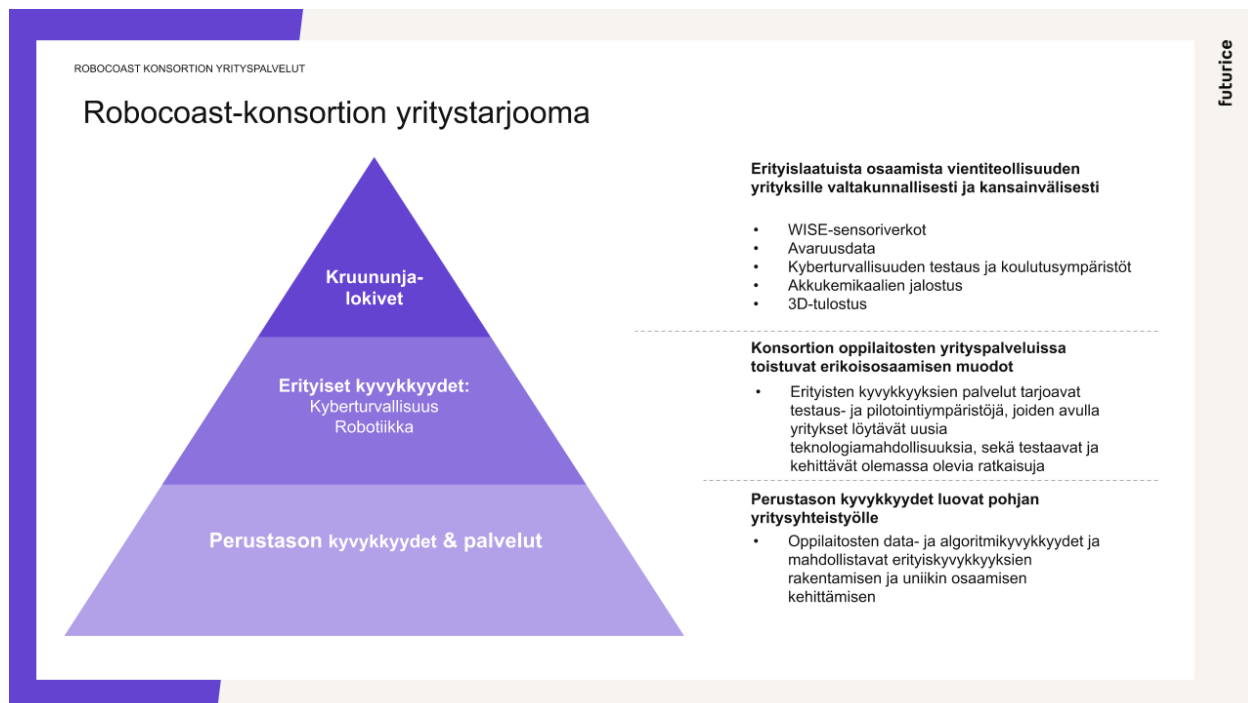 ROBOCOAST KONSORTION YRITYSPALVELUT
futurice
Robocoast-konsortion yritystarjooma
Kruununja-
lokivet
Erityiset kyvykkyydet:
Kyberturvallisuus
Robotiikka
Perustason kyvykkyydet & palvelut
Erityislaatuista osaamista vientiteollisuuden
yrityksille valtakunnallisesti ja kansainvälisesti
• WISE-sensoriverkot
• Avaruusdata
• Kyberturvallisuuden testaus ja koulutusympäristöt
• Akkukemikaalien jalostus
• 3D-tulostus
Konsortion oppilaitosten yrityspalveluissa
toistuvat erikoisosaamisen muodot
• Erityisten kyvykkyyksien palvelut tarjoavat
testaus- ja pilotointiympäristöjä, joiden avulla
yritykset löytävät uusia
teknologiamahdollisuuksia, sekä testaavat ja
kehittävät olemassa olevia ratkaisuja
Perustason kyvykkyydet luovat pohjan
yritysyhteistyölle
• Oppilaitosten data- ja algoritmikyvykkyydet ja
mahdollistavat erityiskyvykkyyksien
rakentamisen ja uniikin osaamisen
kehittämisen